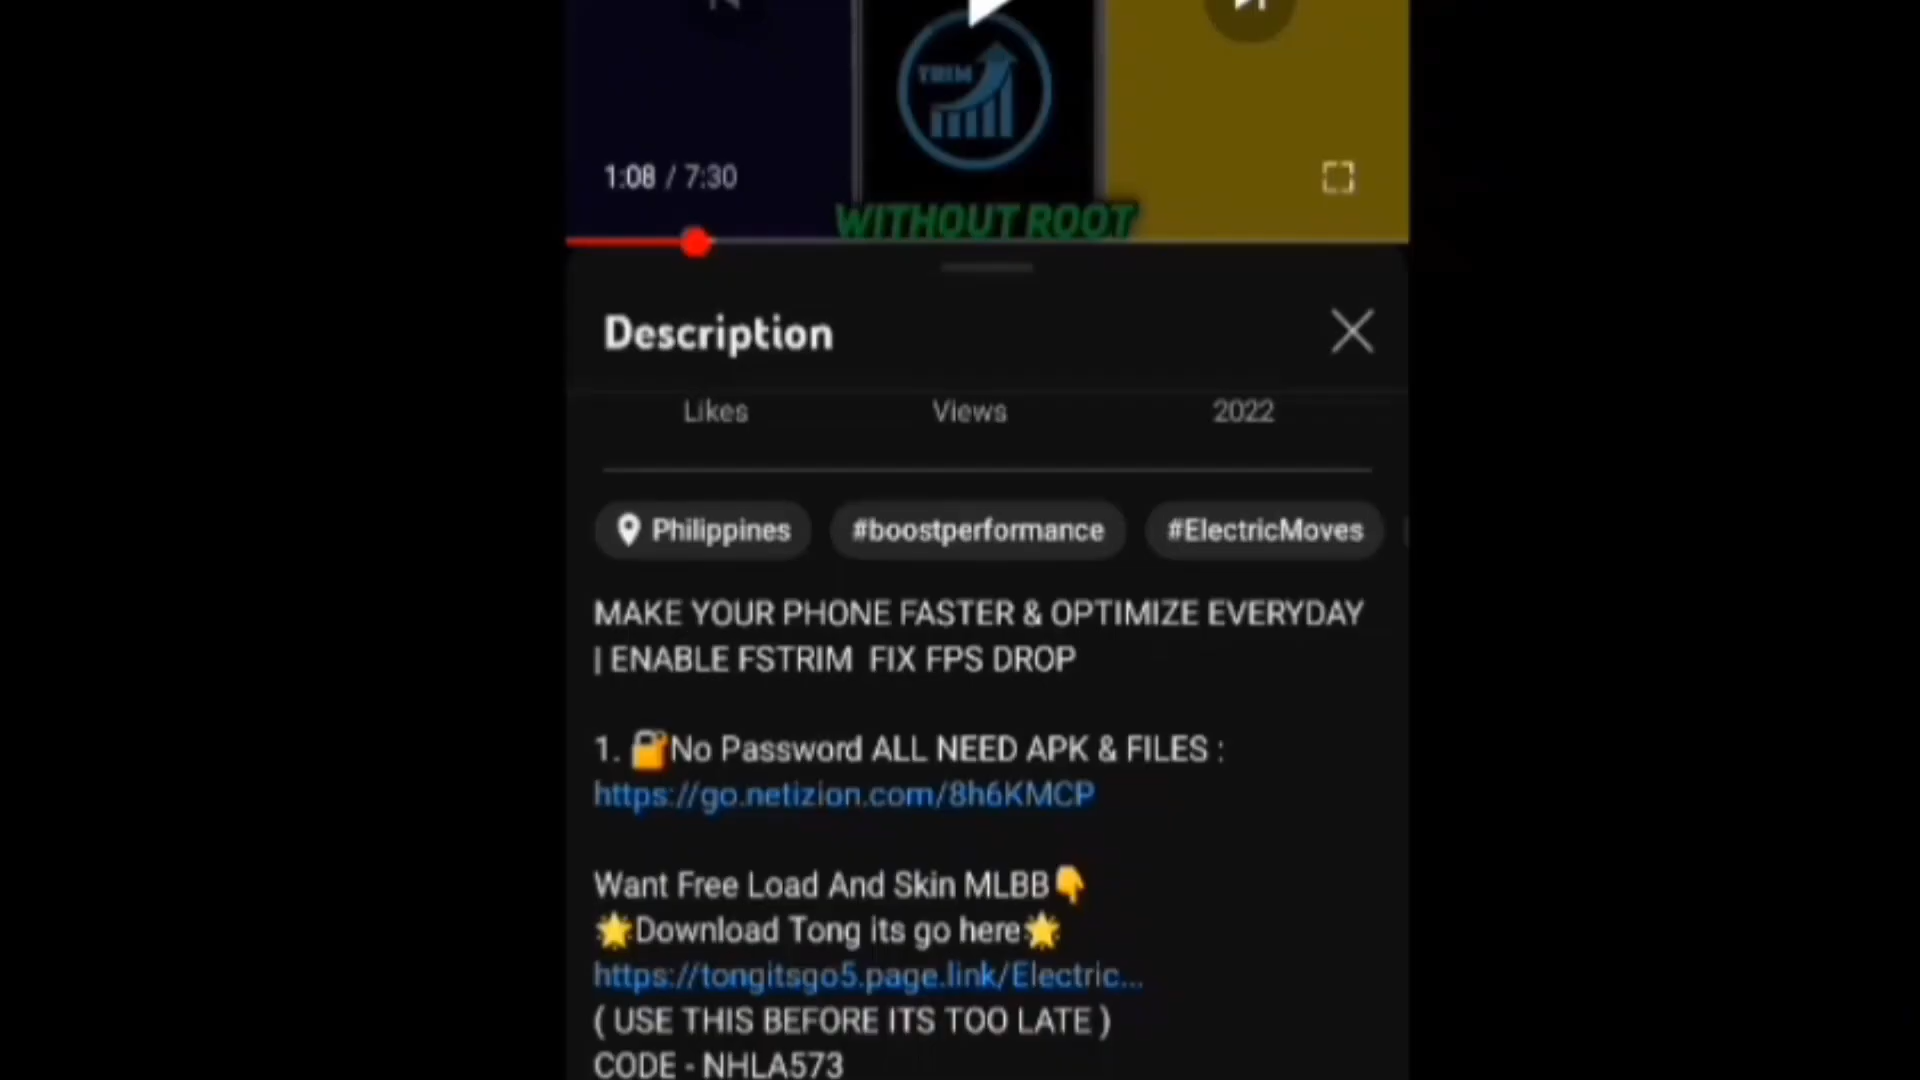 TRIM
1:08 / 7:30
WITHOUT ROOT
Description
Likes Views 2022
Philippines #boostperformance #ElectricMoves
MAKE YOUR PHONE FASTER & OPTIMIZE EVERYDAY
| ENABLE FSTRIM FIX FPS DROP
1. 🔐No Password ALL NEED APK & FILES :
https://go.netizion.com/8h6KMCP
Want Free Load And Skin MLBB👇
🌟Download Tong its go here🌟
https://tongitsgo5.page.link/Electric...
( USE THIS BEFORE ITS TOO LATE )
CODE - NHLA573